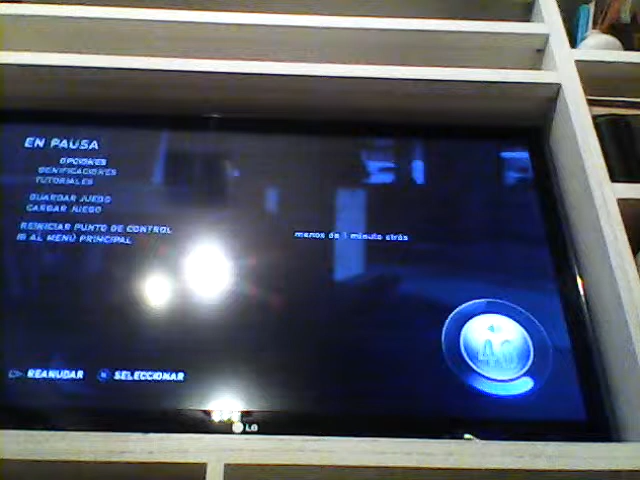 EN PAUSA
OPCIONES
BONIFICACIONES
TUTORIALES
GUARDAR JUEGO
CARGAR JUEGO
REINICIAR PUNTO DE CONTROL
IR AL MENÚ PRINCIPAL
menos de 1 minuto atrás
REANUDAR
SELECCIONAR
LG